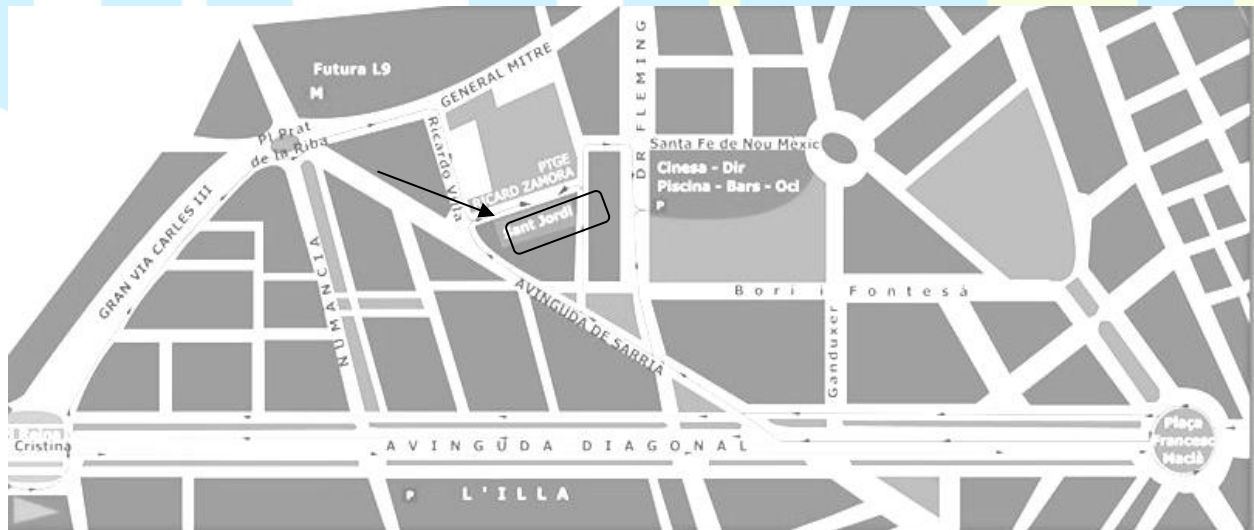 Futura L9
M
GENERAL MITRE
DR FLEMING
Pl Prat
de la Riba
Ricardo Villa
Santa Fe de Nou Mèxic
PTGE
RICARD ZAMORA
Cinesa - Dir
Piscina - Bars - Oci
P
Sant Jordi
GRAN VIA CARLES III
NUMANCIA
AVINGUDA DE SARRIÀ
Bori i Fontesà
Ganduxer
Reina
Cristina
AVINGUDA DIAGONAL
Plaça
Francesc
Macià
P
L'ILLA